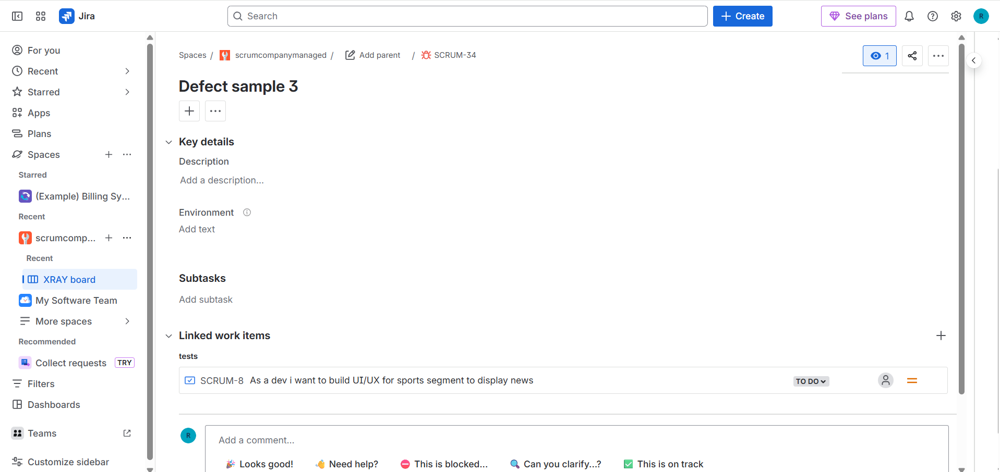 Jira
Search
Create
See plans
R
For you
Recent
Starred
Apps
Plans
Spaces
Starred
(Example) Billing Sy...
Recent
scrumcomp...
Recent
XRAY board
My Software Team
More spaces
Recommended
Collect requests TRY
Filters
Dashboards
Teams
Customize sidebar
Spaces / scrumcompanymanaged / Add parent / SCRUM-34
1
Defect sample 3
Key details
Description
Add a description...
Environment
Add text
Subtasks
Add subtask
Linked work items
tests
SCRUM-8 As a dev i want to build UI/UX for sports segment to display news TO DO
R
Add a comment...
Looks good! Need help? This is blocked... Can you clarify...? This is on track